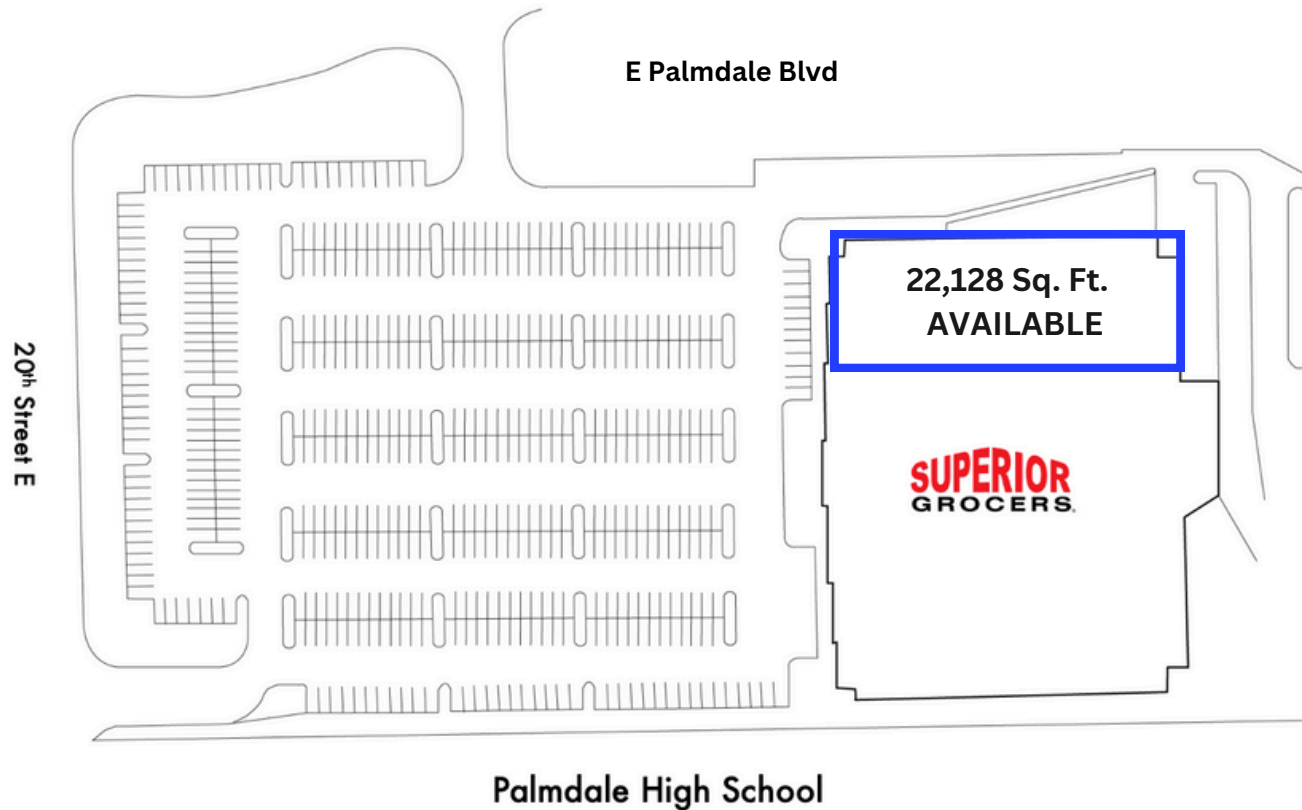 E Palmdale Blvd
22,128 Sq. Ft.
AVAILABLE
20th Street E
SUPERIOR
GROCERS.
Palmdale High School